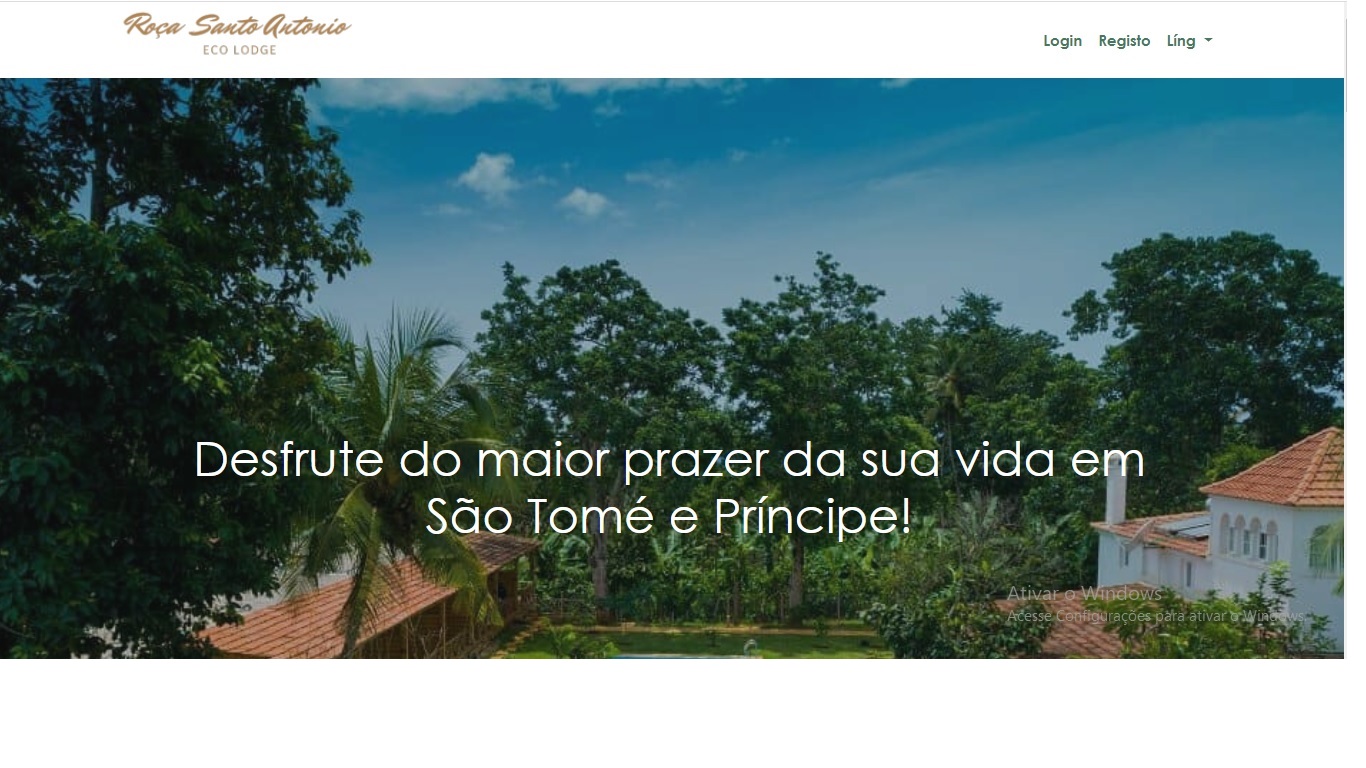 Roça Santo Antonio
ECO LODGE
Login Registo Líng
Desfrute do maior prazer da sua vida em
São Tomé e Príncipe!
Ativar o Windows
Acesse Configurações para ativar o Windows.